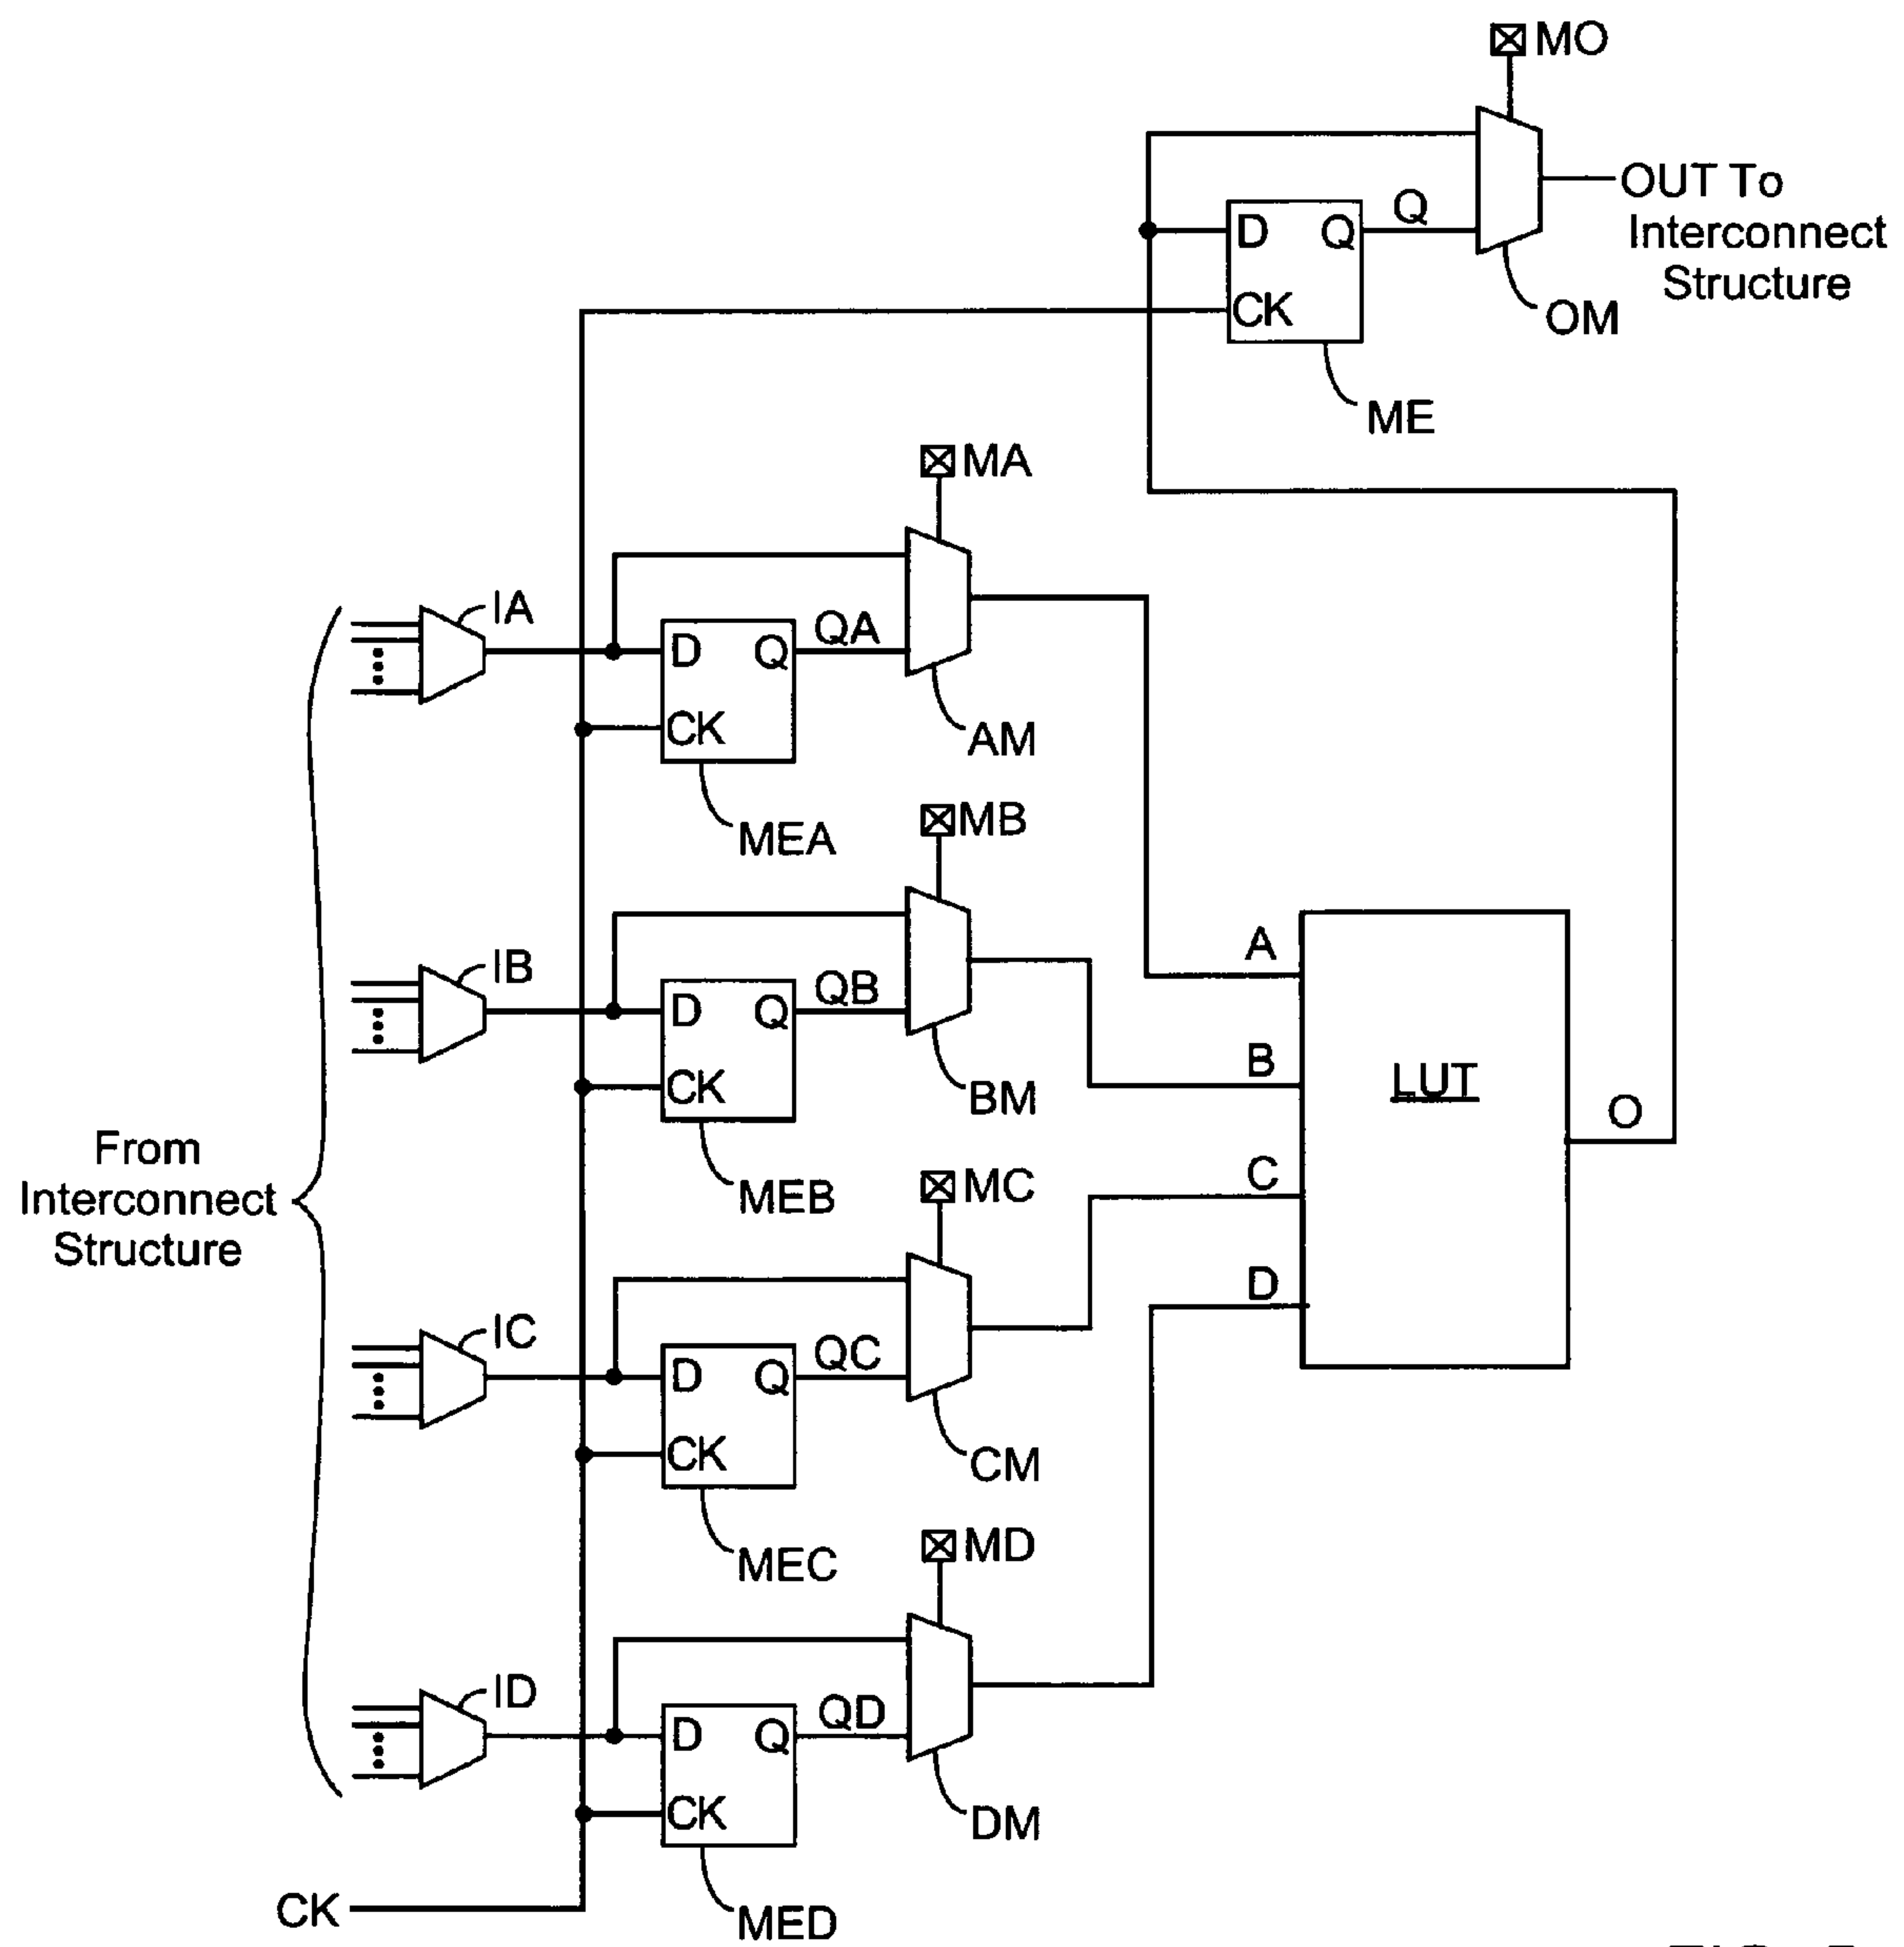 MO
OUT To
Interconnect
Structure
D Q Q
CK
OM
ME
MA
IA
D Q QA
CK
AM
MEA
MB
IB
D Q QB
CK
BM
MEB
A
B
LUT
O
C
D
From
Interconnect
Structure
MC
IC
D Q QC
CK
CM
MEC
MD
ID
D Q QD
CK
DM
MED
CK